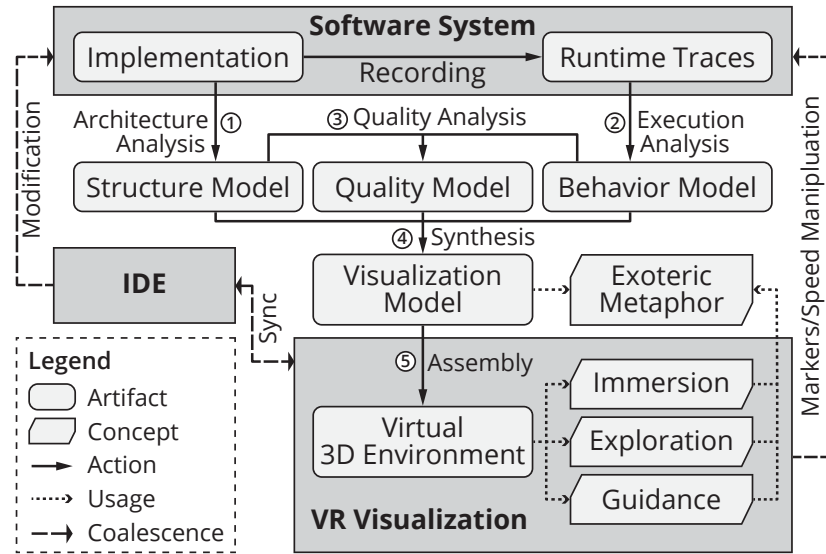 Software System
Implementation
Recording
Runtime Traces
Architecture
Analysis
①
③ Quality Analysis
②
Execution
Analysis
Structure Model
Quality Model
Behavior Model
④ Synthesis
Modification
IDE
Sync
Visualization
Model
Exoteric
Metaphor
Markers/Speed Manipluation
Legend
Artifact
Concept
Action
Usage
Coalescence
⑤ Assembly
Virtual
3D Environment
Immersion
Exploration
Guidance
VR Visualization